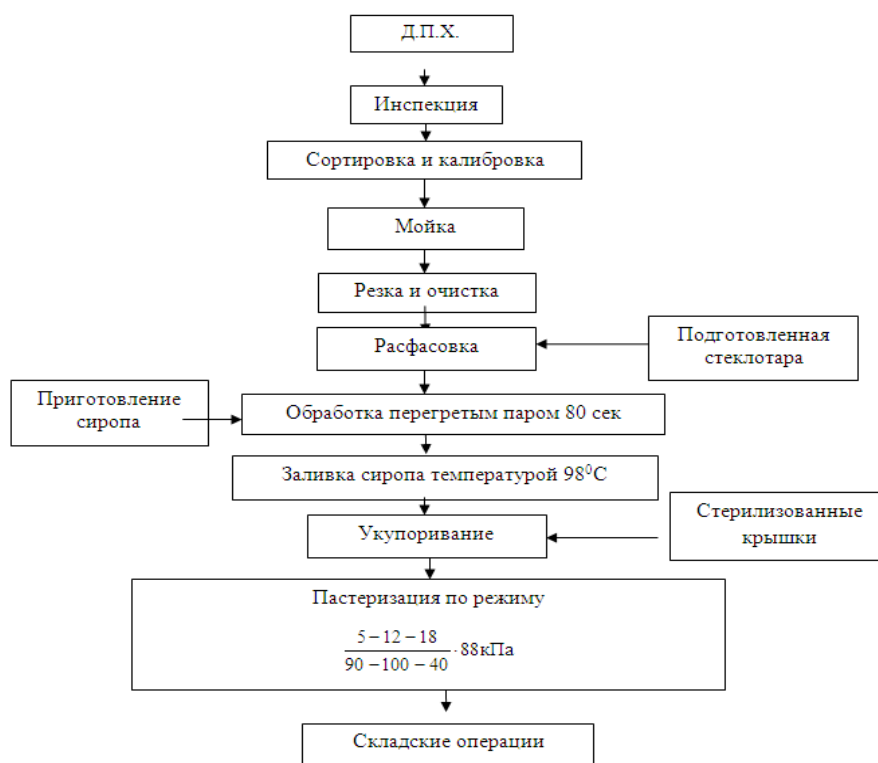 Д.П.Х.
Инспекция
Сортировка и калибровка
Мойка
Резка и очистка
Расфасовка
Подготовленная
стеклотара
Приготовление
сиропа
Обработка перегретым паром 80 сек
Заливка сиропа температурой 98⁰С
Стерилизованные
крышки
Укупоривание
Пастеризация по режиму
5 – 12 – 18
90 – 100 – 40
· 88кПа
Складские операции